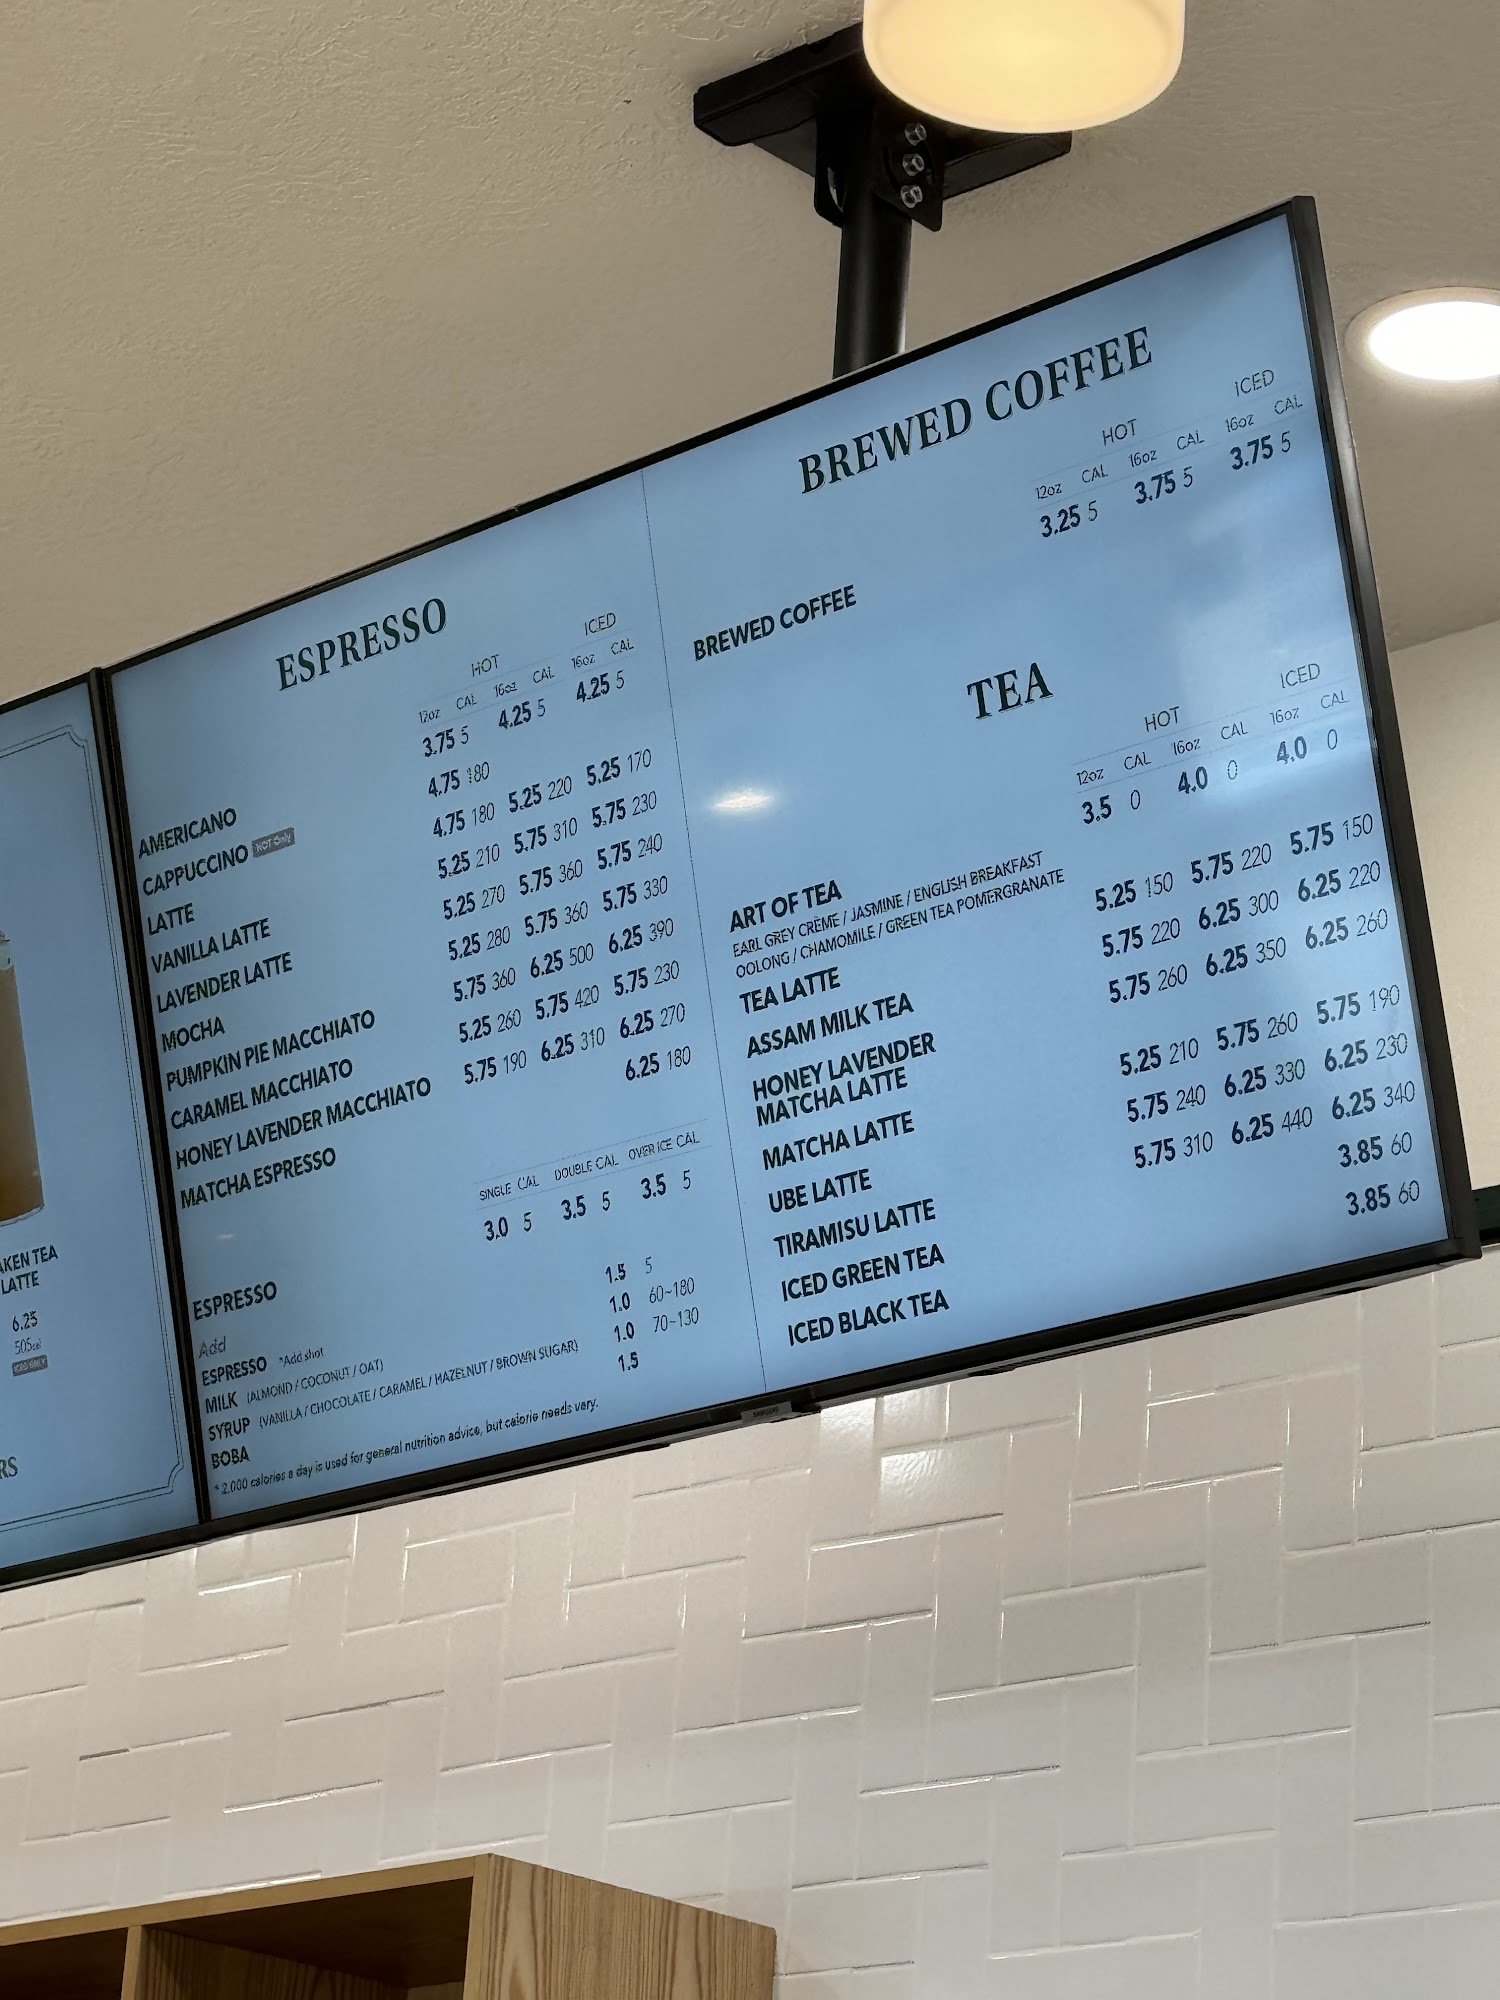 AKEN TEA
LATTE
6.25
505cal
ICED ONLY
RS
ESPRESSO
HOT ICED
12oz CAL 16oz CAL 16oz CAL
AMERICANO 3.75 5 4.25 5 4.25 5
CAPPUCCINO HOT Only 4.75 180
LATTE 4.75 180 5.25 220 5.25 170
VANILLA LATTE 5.25 210 5.75 310 5.75 230
LAVENDER LATTE 5.25 270 5.75 360 5.75 240
MOCHA 5.25 280 5.75 360 5.75 330
PUMPKIN PIE MACCHIATO 5.75 360 6.25 500 6.25 390
CARAMEL MACCHIATO 5.25 260 5.75 420 5.75 230
HONEY LAVENDER MACCHIATO 5.75 190 6.25 310 6.25 270
MATCHA ESPRESSO 6.25 180
SINGLE CAL DOUBLE CAL OVER ICE CAL
ESPRESSO 3.0 5 3.5 5 3.5 5
Add
ESPRESSO *Add shot 1.5 5
MILK (ALMOND / COCONUT / OAT) 1.0 60~180
SYRUP (VANILLA / CHOCOLATE / CARAMEL / HAZELNUT / BROWN SUGAR) 1.0 70~130
BOBA 1.5
* 2,000 calories a day is used for general nutrition advice, but calorie needs vary.
BREWED COFFEE
HOT ICED
12oz CAL 16oz CAL 16oz CAL
BREWED COFFEE 3.25 5 3.75 5 3.75 5
TEA
HOT ICED
12oz CAL 16oz CAL 16oz CAL
ART OF TEA 3.5 0 4.0 0 4.0 0
EARL GREY CRÈME / JASMINE / ENGLISH BREAKFAST
OOLONG / CHAMOMILE / GREEN TEA POMERGRANATE
TEA LATTE 5.25 150 5.75 220 5.75 150
ASSAM MILK TEA 5.75 220 6.25 300 6.25 220
HONEY LAVENDER
MATCHA LATTE 5.75 260 6.25 350 6.25 260
MATCHA LATTE 5.25 210 5.75 260 5.75 190
UBE LATTE 5.75 240 6.25 330 6.25 230
TIRAMISU LATTE 5.75 310 6.25 440 6.25 340
ICED GREEN TEA 3.85 60
ICED BLACK TEA 3.85 60
SAMSUNG